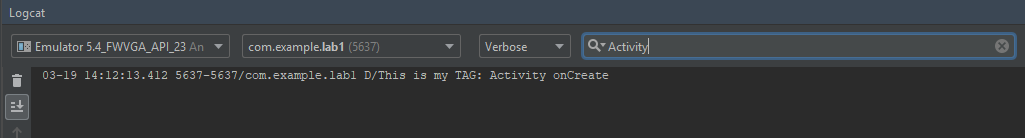 Logcat
Emulator 5.4_FWVGA_API_23 An
com.example.lab1 (5637)
Verbose
Activity
03-19 14:12:13.412 5637-5637/com.example.lab1 D/This is my TAG: Activity onCreate